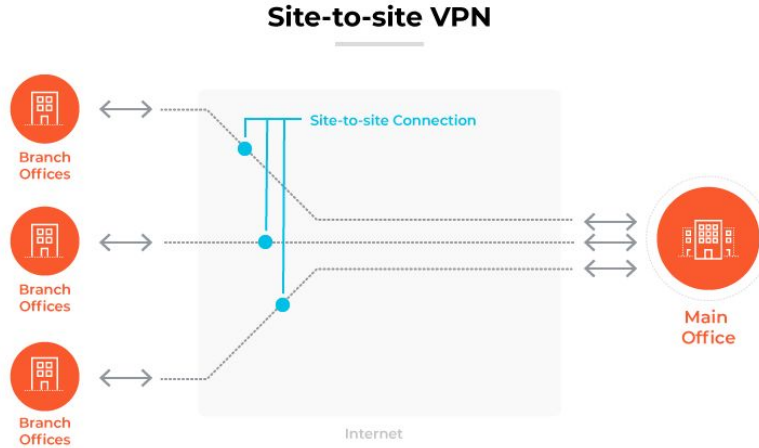 Site-to-site VPN
Site-to-site Connection
Branch
Offices
Branch
Offices
Main
Office
Branch
Offices
Internet